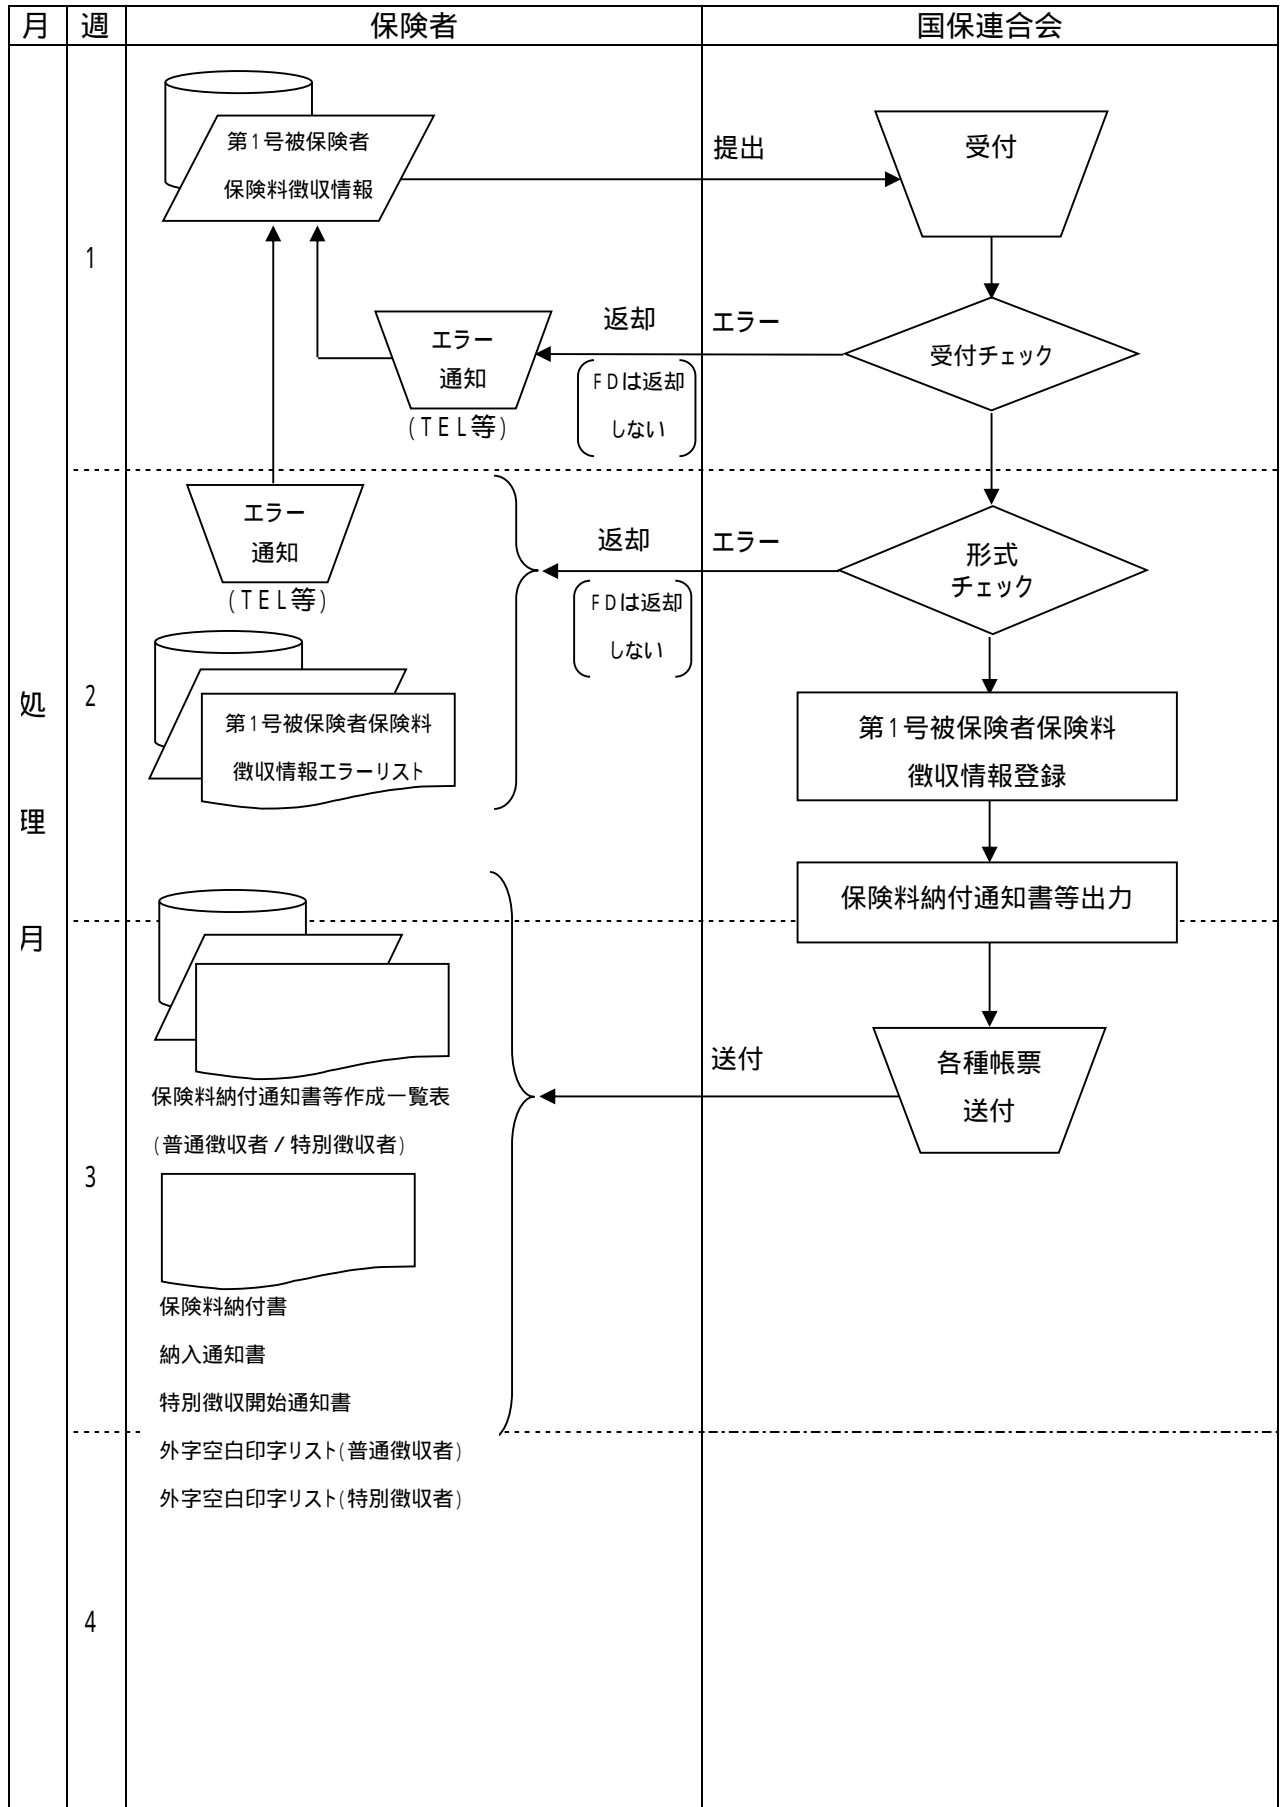 月 週 保険者 国保連合会
処
理
月
1
第1号被保険者
保険料徴収情報
提出
受付
受付チェック
エラー
返却
FDは返却
しない
エラー
通知
(TEL等)
2
形式
チェック
エラー
返却
FDは返却
しない
エラー
通知
(TEL等)
第1号被保険者保険料
徴収情報エラーリスト
第1号被保険者保険料
徴収情報登録
保険料納付通知書等出力
3
各種帳票
送付
送付
保険料納付通知書等作成一覧表
(普通徴収者/特別徴収者)
保険料納付書
納入通知書
特別徴収開始通知書
外字空白印字リスト(普通徴収者)
外字空白印字リスト(特別徴収者)
4